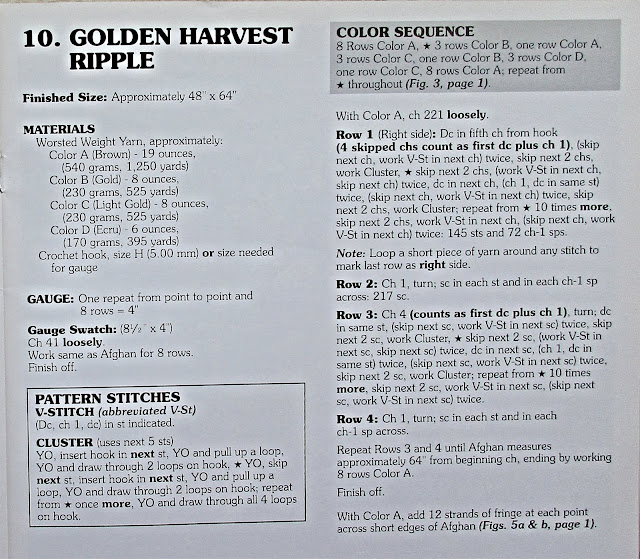 10. GOLDEN HARVEST
RIPPLE
Finished Size: Approximately 48" x 64"
MATERIALS
Worsted Weight Yarn, approximately:
Color A (Brown) - 19 ounces,
(540 grams, 1,250 yards)
Color B (Gold) - 8 ounces,
(230 grams, 525 yards)
Color C (Light Gold) - 8 ounces,
(230 grams, 525 yards)
Color D (Ecru) - 6 ounces,
(170 grams, 395 yards)
Crochet hook, size H (5.00 mm) or size needed
for gauge
GAUGE: One repeat from point to point and
8 rows = 4"
Gauge Swatch: (8½" x 4")
Ch 41 loosely.
Work same as Afghan for 8 rows.
Finish off.
PATTERN STITCHES
V-STITCH (abbreviated V-St)
(Dc, ch 1, dc) in st indicated.
CLUSTER (uses next 5 sts)
YO, insert hook in next st, YO and pull up a loop,
YO and draw through 2 loops on hook, ★ YO, skip
next st, insert hook in next st, YO and pull up a
loop, YO and draw through 2 loops on hook; repeat
from ★ once more, YO and draw through all 4 loops
on hook.
COLOR SEQUENCE
8 Rows Color A, ★ 3 rows Color B, one row Color A,
3 rows Color C, one row Color B, 3 rows Color D,
one row Color C, 8 rows Color A; repeat from
★ throughout (Fig. 3, page 1).
With Color A, ch 221 loosely.
Row 1 (Right side): Dc in fifth ch from hook
(4 skipped chs count as first dc plus ch 1), (skip
next ch, work V-St in next ch) twice, skip next 2 chs,
work Cluster, ★ skip next 2 chs, (work V-St in next ch,
skip next ch) twice, dc in next ch, (ch 1, dc in same st)
twice, (skip next ch, work V-St in next ch) twice, skip
next 2 chs, work Cluster; repeat from ★ 10 times more,
skip next 2 chs, work V-St in next ch, (skip next ch, work
V-St in next ch) twice: 145 sts and 72 ch-1 sps.
Note: Loop a short piece of yarn around any stitch to
mark last row as right side.
Row 2: Ch 1, turn; sc in each st and in each ch-1 sp
across: 217 sc.
Row 3: Ch 4 (counts as first dc plus ch 1), turn; dc
in same st, (skip next sc, work V-St in next sc) twice, skip
next 2 sc, work Cluster, ★ skip next 2 sc, (work V-St in
next sc, skip next sc) twice, dc in next sc, (ch 1, dc in
same st) twice, (skip next sc, work V-St in next sc) twice,
skip next 2 sc, work Cluster; repeat from ★ 10 times
more, skip next 2 sc, work V-St in next sc, (skip next
sc, work V-St in next sc) twice.
Row 4: Ch 1, turn; sc in each st and in each
ch-1 sp across.
Repeat Rows 3 and 4 until Afghan measures
approximately 64" from beginning ch, ending by working
8 rows Color A.
Finish off.
With Color A, add 12 strands of fringe at each point
across short edges of Afghan (Figs. 5a & b, page 1).